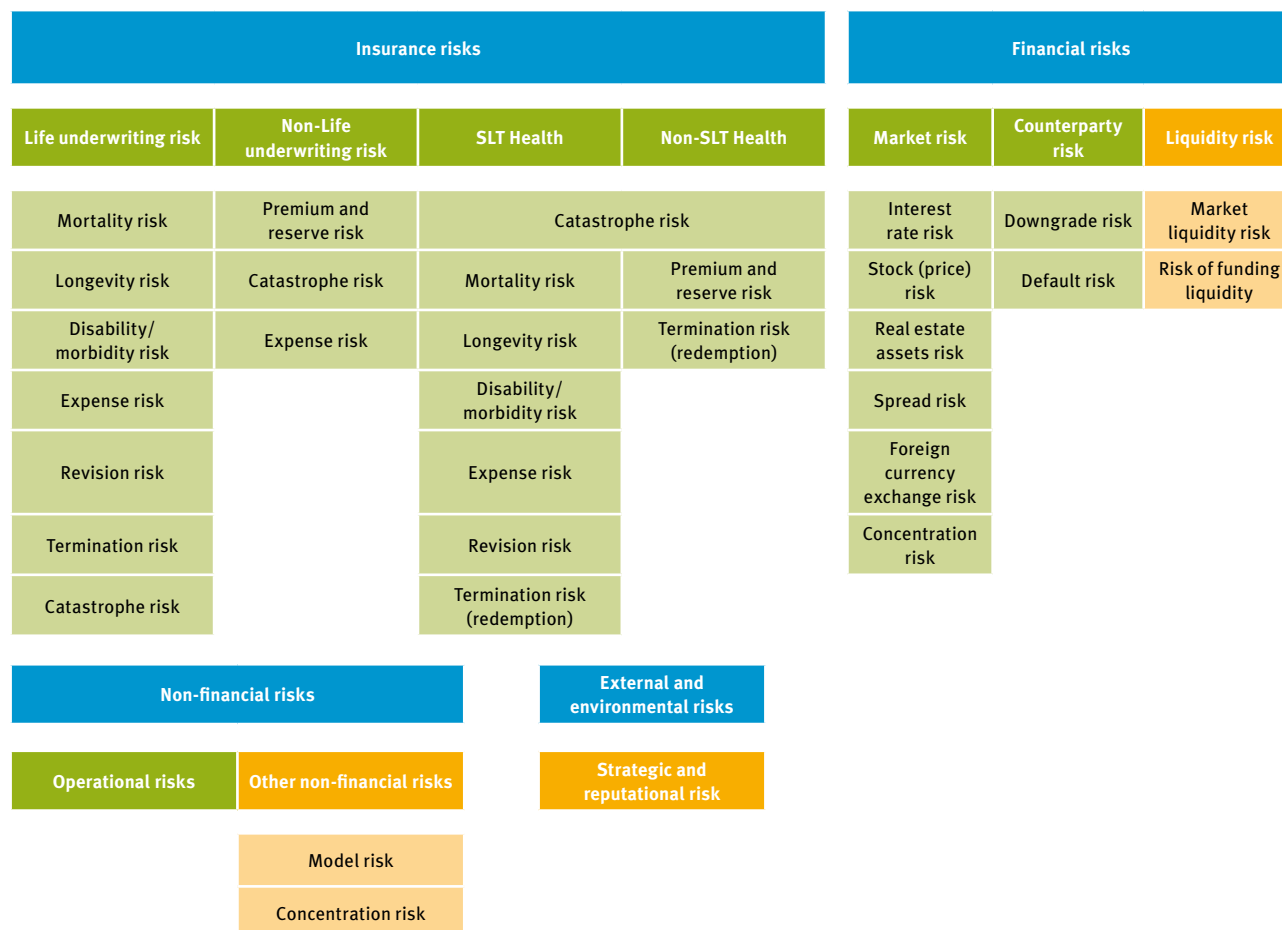 Insurance risks
Financial risks
Life underwriting risk
Non-Life
underwriting risk
SLT Health
Non-SLT Health
Market risk
Counterparty
risk
Liquidity risk
Mortality risk
Premium and
reserve risk
Catastrophe risk
Interest
rate risk
Downgrade risk
Market
liquidity risk
Longevity risk
Catastrophe risk
Mortality risk
Premium and
reserve risk
Stock (price)
risk
Default risk
Risk of funding
liquidity
Disability/
morbidity risk
Expense risk
Longevity risk
Termination risk
(redemption)
Real estate
assets risk
Expense risk
Disability/
morbidity risk
Spread risk
Revision risk
Expense risk
Foreign
currency
exchange risk
Termination risk
Revision risk
Concentration
risk
Catastrophe risk
Termination risk
(redemption)
Non-financial risks
External and
environmental risks
Operational risks
Other non-financial risks
Strategic and
reputational risk
Model risk
Concentration risk